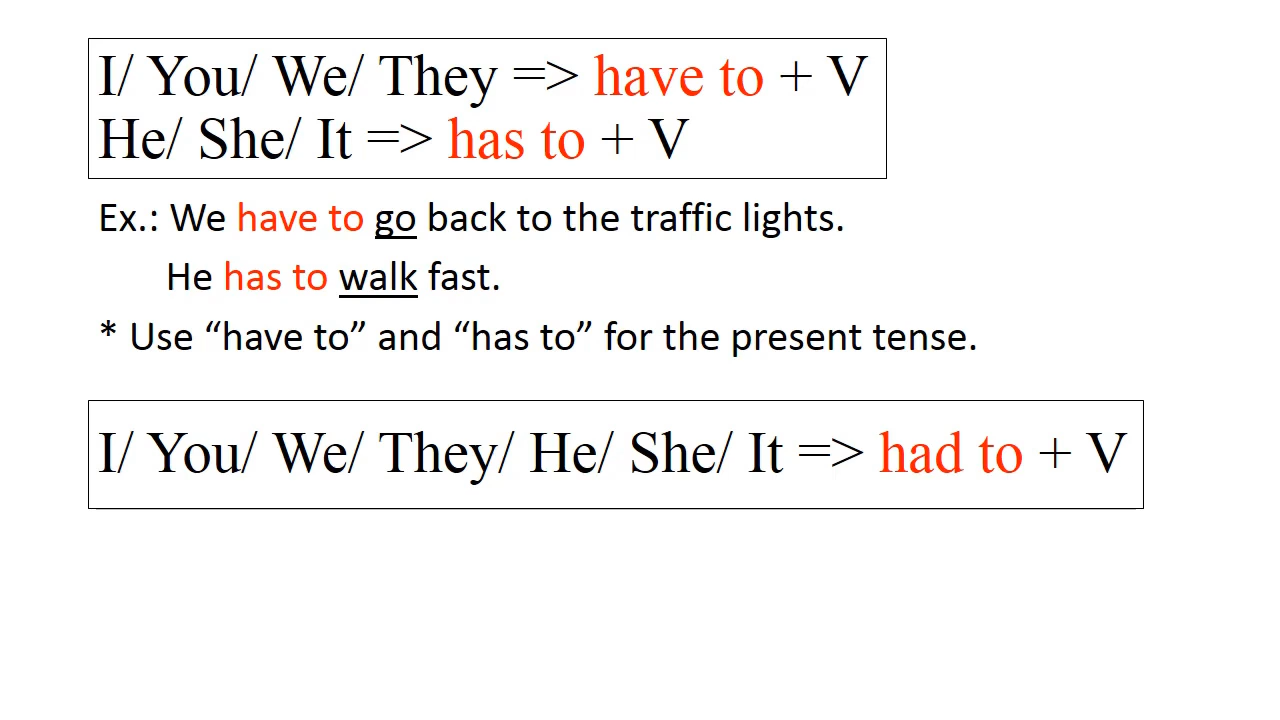 I/ You/ We/ They => have to + V
He/ She/ It => has to + V
Ex.: We have to go back to the traffic lights.
He has to walk fast.
* Use “have to” and “has to” for the present tense.
I/ You/ We/ They/ He/ She/ It => had to + V